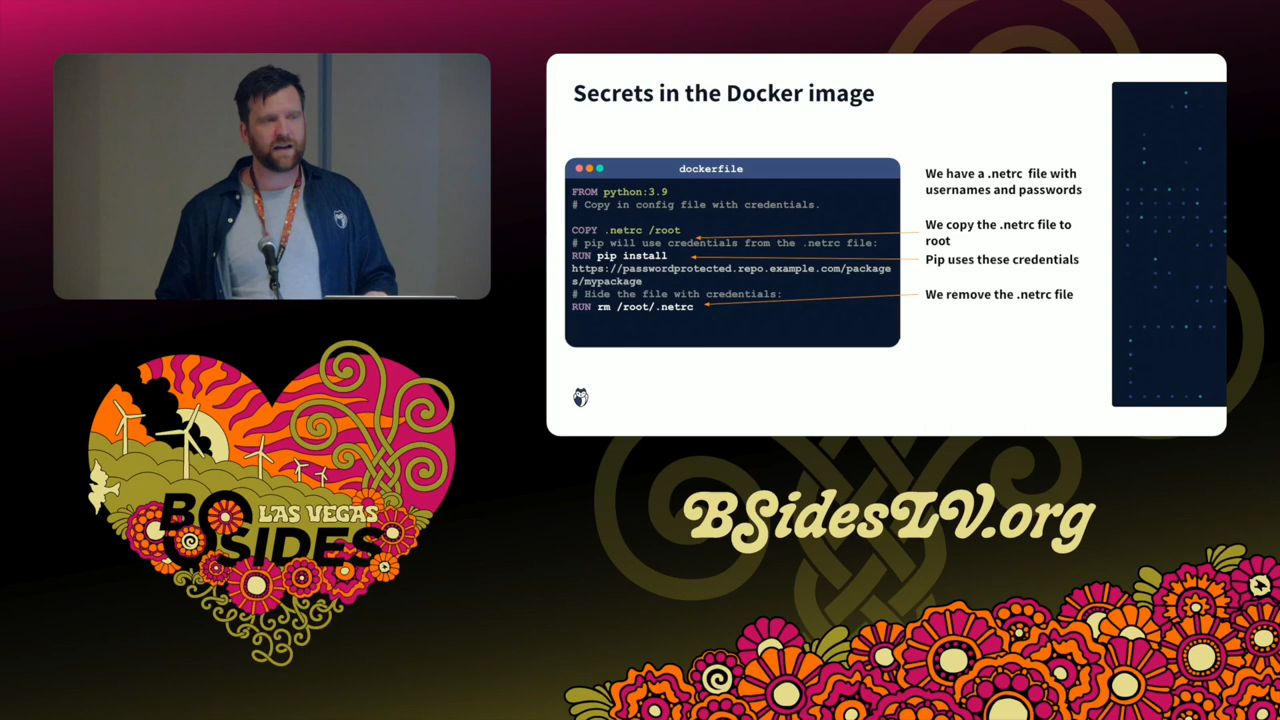 Secrets in the Docker image
dockerfile
FROM python:3.9
# Copy in config file with credentials.
COPY .netrc /root
# pip will use credentials from the .netrc file:
RUN pip install
https://passwordprotected.repo.example.com/package
s/mypackage
# Hide the file with credentials:
RUN rm /root/.netrc
We have a .netrc file with
usernames and passwords
We copy the .netrc file to
root
Pip uses these credentials
We remove the .netrc file
BO
LAS VEGAS
OSIDES
23
BSidesLV.org